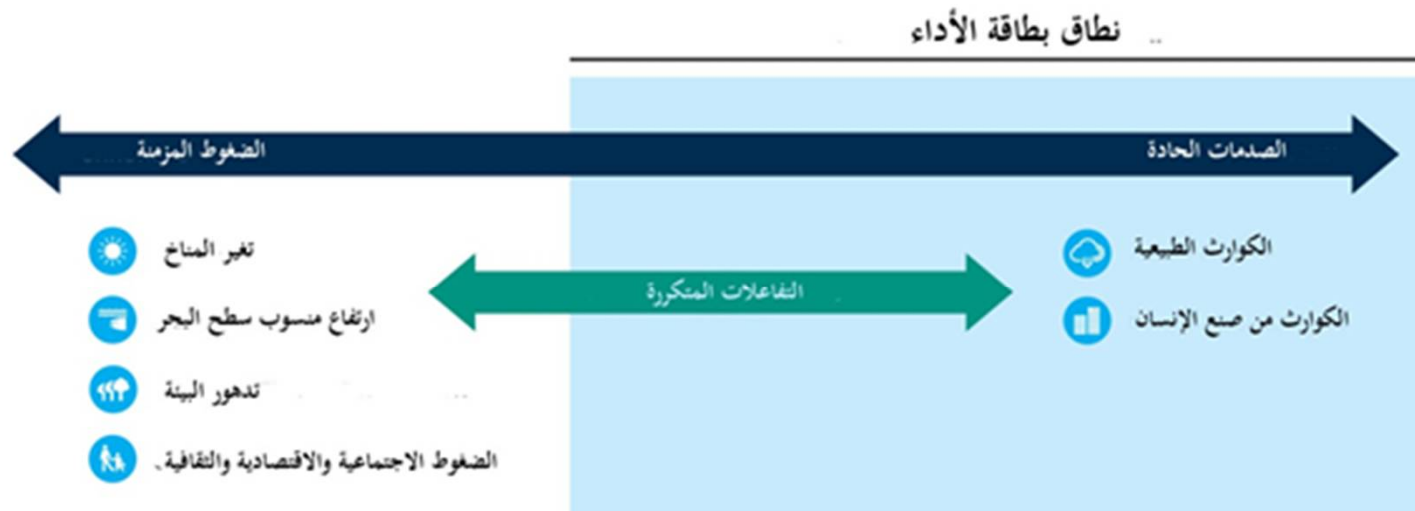 نطاق بطاقة الأداء
الصدمات الحادة
الضغوط المزمنة
الكوارث الطبيعية
الكوارث من صنع الإنسان
التفاعلات المتكررة
تغير المناخ
ارتفاع منسوب سطح البحر
تدهور البيئة
الضغوط الاجتماعية والاقتصادية والثقافية.